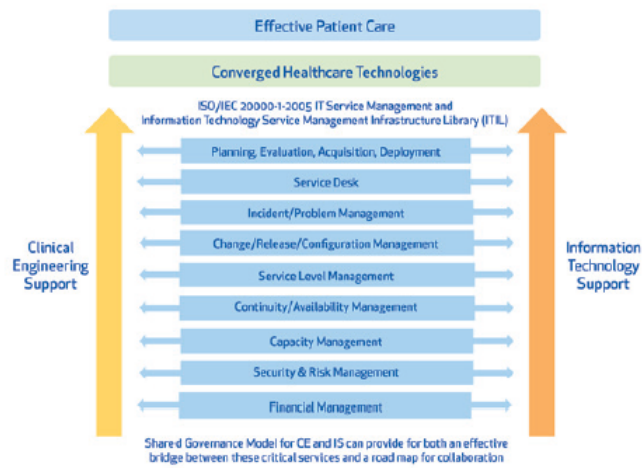 Effective Patient Care
Converged Healthcare Technologies
ISO/IEC 20000-1-2005 IT Service Management and
Information Technology Service Management Infrastructure Library (ITIL)
Planning, Evaluation, Acquisition, Deployment
Service Desk
Incident/Problem Management
Change/Release/Configuration Management
Service Level Management
Continuity/Availability Management
Capacity Management
Security & Risk Management
Financial Management
Clinical
Engineering
Support
Information
Technology
Support
Shared Governance Model for CE and IS can provide for both an effective
bridge between these critical services and a road map for collaboration